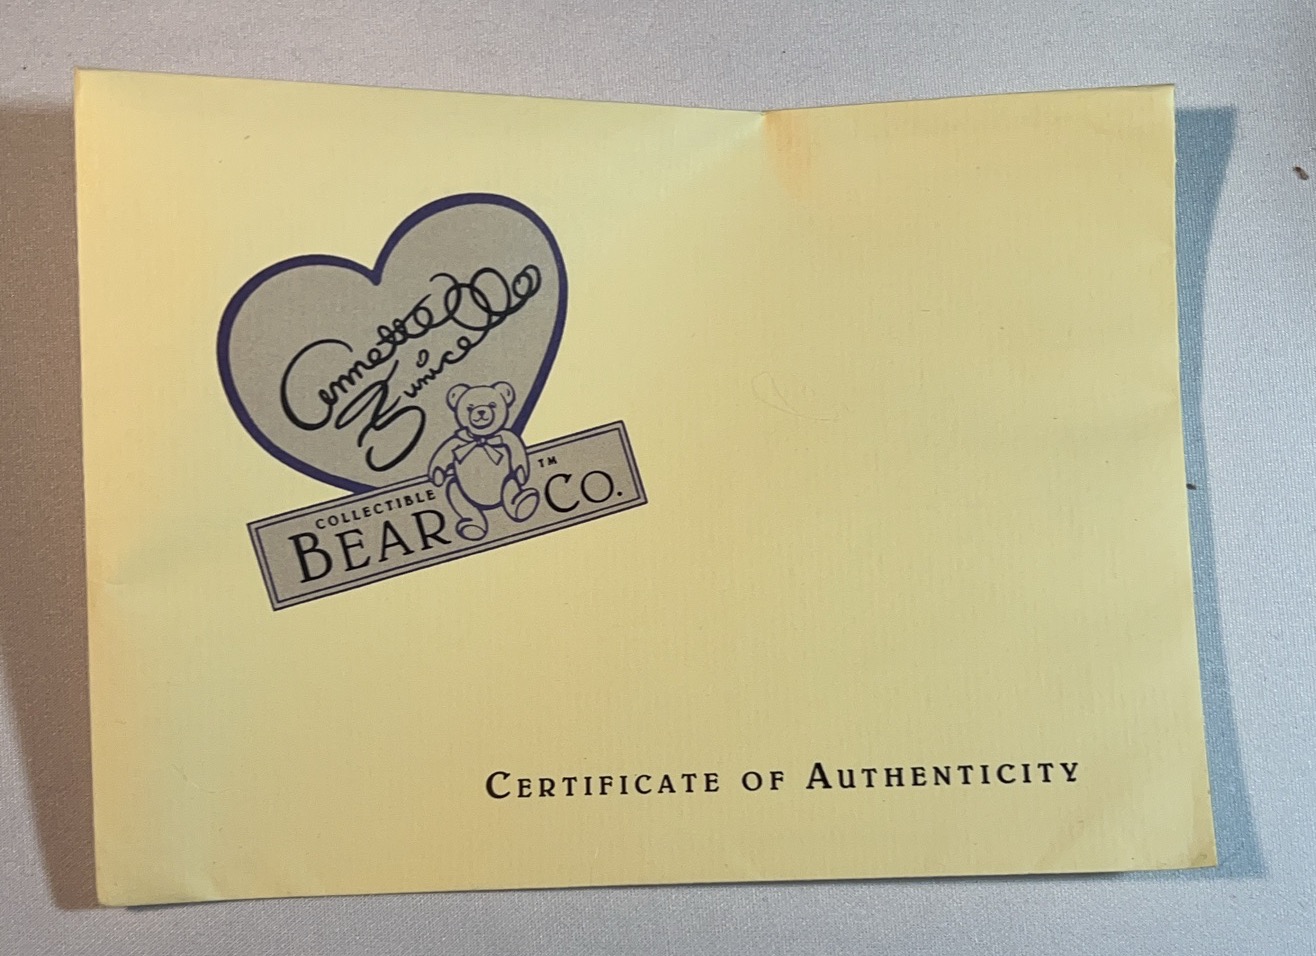 Annette
Funicello
COLLECTIBLE
BEAR CO.™
CERTIFICATE OF AUTHENTICITY